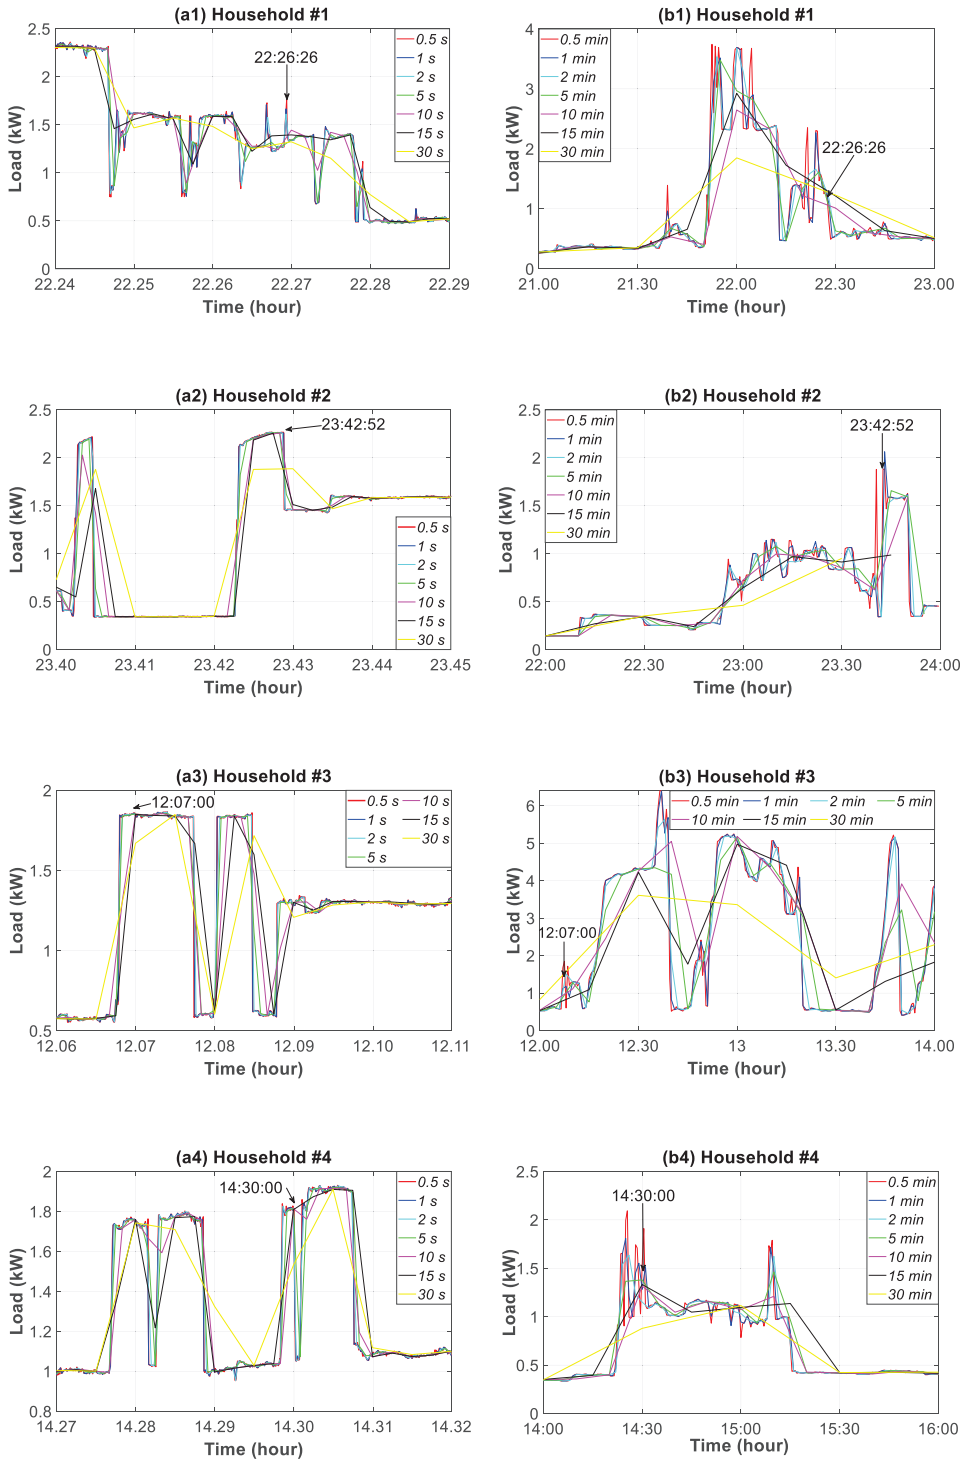 (a1) Household #1
2.5
2
1.5
1
0.5
0
Load (kW)
22:26:26
0.5 s
1 s
2 s
5 s
10 s
15 s
30 s
22.24 22.25 22.26 22.27 22.28 22.29
Time (hour)
(b1) Household #1
4
3
2
1
0
Load (kW)
0.5 min
1 min
2 min
5 min
10 min
15 min
30 min
22:26:26
21:00 21:30 22:00 22:30 23:00
Time (hour)
(a2) Household #2
2.5
2
1.5
1
0.5
0
Load (kW)
23:42:52
0.5 s
1 s
2 s
5 s
10 s
15 s
30 s
23.40 23.41 23.42 23.43 23.44 23.45
Time (hour)
(b2) Household #2
2.5
2
1.5
1
0.5
0
Load (kW)
0.5 min
1 min
2 min
5 min
10 min
15 min
30 min
23:42:52
22:00 22:30 23:00 23:30 24:00
Time (hour)
(a3) Household #3
2
1.5
1
0.5
Load (kW)
12:07:00
0.5 s 10 s
1 s 15 s
2 s 30 s
5 s
12.06 12.07 12.08 12.09 12.10 12.11
Time (hour)
(b3) Household #3
6
5
4
3
2
1
0
Load (kW)
0.5 min 1 min 2 min 5 min
10 min 15 min 30 min
12:07:00
12.00 12.30 13 13.30 14.00
Time (hour)
(a4) Household #4
2
1.8
1.6
1.4
1.2
1
0.8
Load (kW)
14:30:00
0.5 s
1 s
2 s
5 s
10 s
15 s
30 s
14.27 14.28 14.29 14.30 14.31 14.32
Time (hour)
(b4) Household #4
2.5
2
1.5
1
0.5
0
Load (kW)
14:30:00
0.5 min
1 min
2 min
5 min
10 min
15 min
30 min
14:00 14:30 15:00 15:30 16:00
Time (hour)